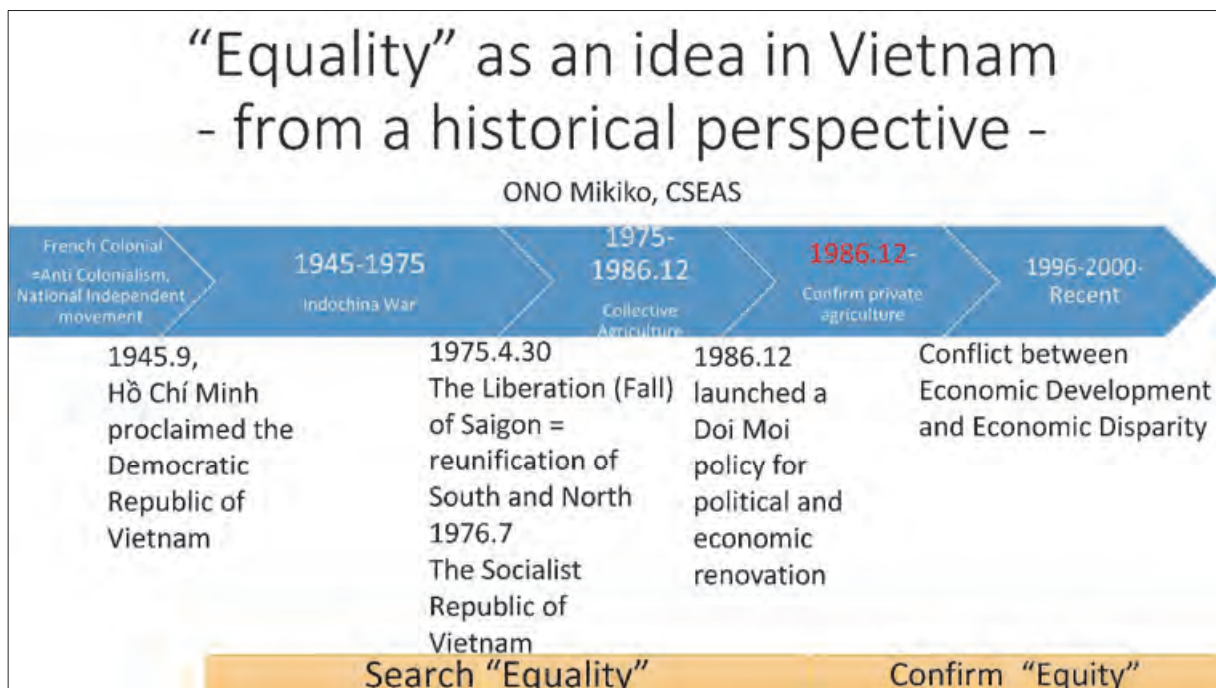 “Equality” as an idea in Vietnam
- from a historical perspective -
ONO Mikiko, CSEAS
French Colonial
=Anti Colonialism,
National Independent
movement
1945-1975
Indochina War
1975-
1986.12
Collective
Agriculture
1986.12-
Confirm private
agriculture
1996-2000-
Recent
1945.9,
Hồ Chí Minh
proclaimed the
Democratic
Republic of
Vietnam
1975.4.30
The Liberation (Fall)
of Saigon =
reunification of
South and North
1976.7
The Socialist
Republic of
Vietnam
1986.12
launched a
Doi Moi
policy for
political and
economic
renovation
Conflict between
Economic Development
and Economic Disparity
Search “Equality”
Confirm “Equity”